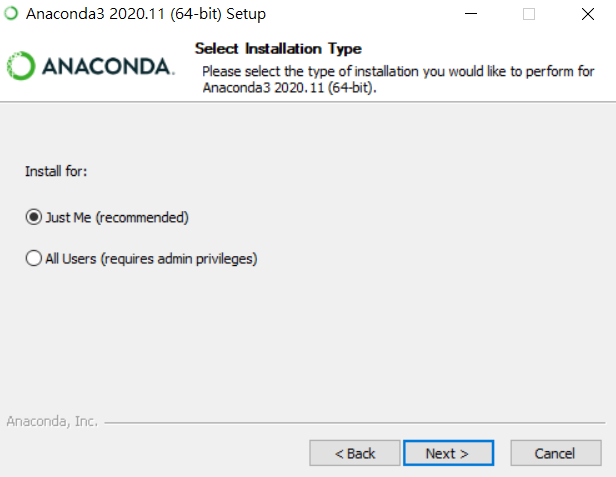 Anaconda3 2020.11 (64-bit) Setup
ANACONDA.
Select Installation Type
Please select the type of installation you would like to perform for
Anaconda3 2020.11 (64-bit).
Install for:
Just Me (recommended)
All Users (requires admin privileges)
Anaconda, Inc.
< Back
Next >
Cancel